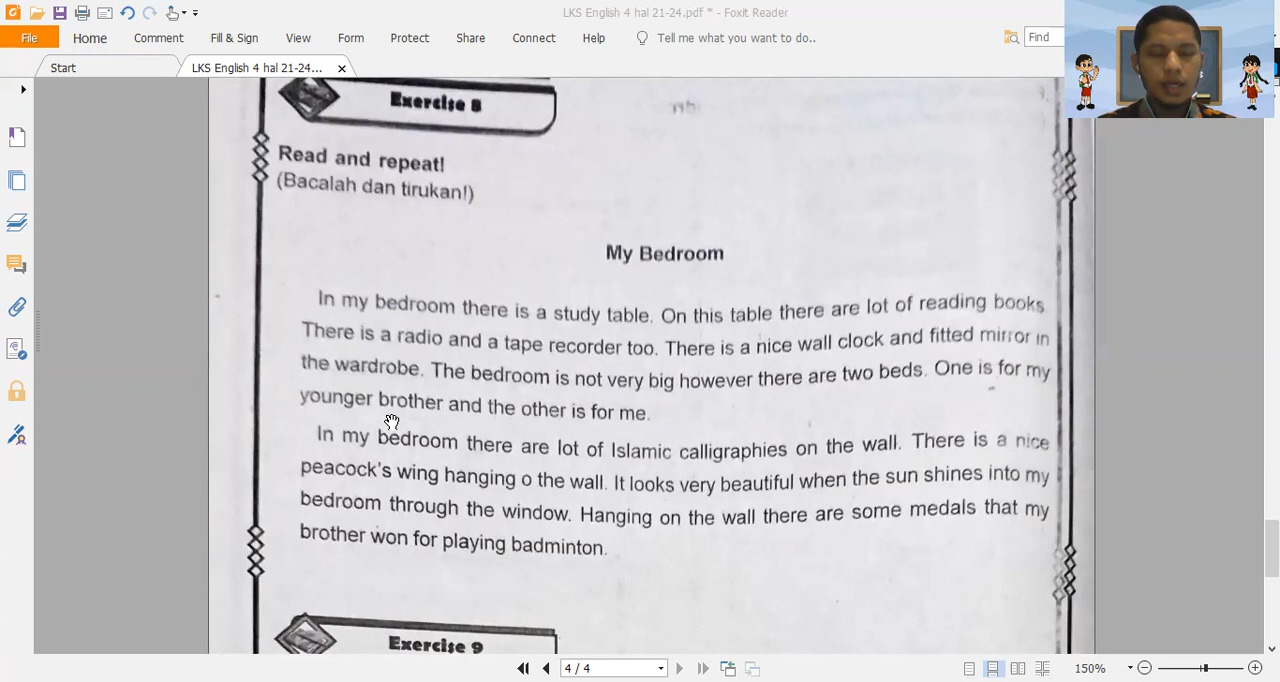 LKS English 4 hal 21-24.pdf * - Foxit Reader
File Home Comment Fill & Sign View Form Protect Share Connect Help Tell me what you want to do.. Find
Start LKS English 4 hal 21-24...
Exercise 8
Read and repeat!
(Bacalah dan tirukan!)
My Bedroom
In my bedroom there is a study table. On this table there are lot of reading books
There is a radio and a tape recorder too. There is a nice wall clock and fitted mirror in
the wardrobe. The bedroom is not very big however there are two beds. One is for my
younger brother and the other is for me.
In my bedroom there are lot of Islamic calligraphies on the wall. There is a nice
peacock's wing hanging o the wall. It looks very beautiful when the sun shines into my
bedroom through the window. Hanging on the wall there are some medals that my
brother won for playing badminton.
Exercise 9
4 / 4 150%